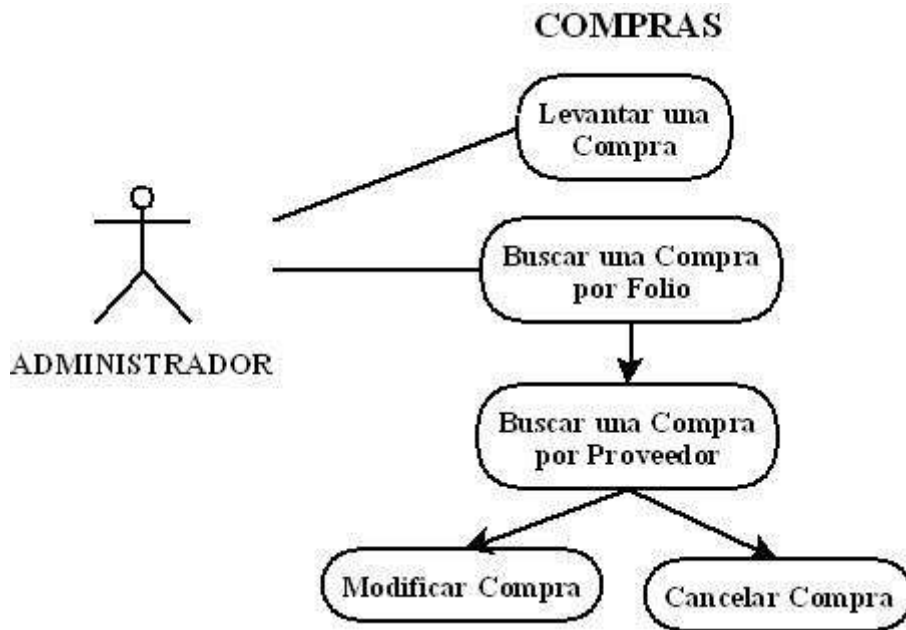 COMPRAS
Levantar una
Compra
Buscar una Compra
por Folio
ADMINISTRADOR
Buscar una Compra
por Proveedor
Modificar Compra
Cancelar Compra